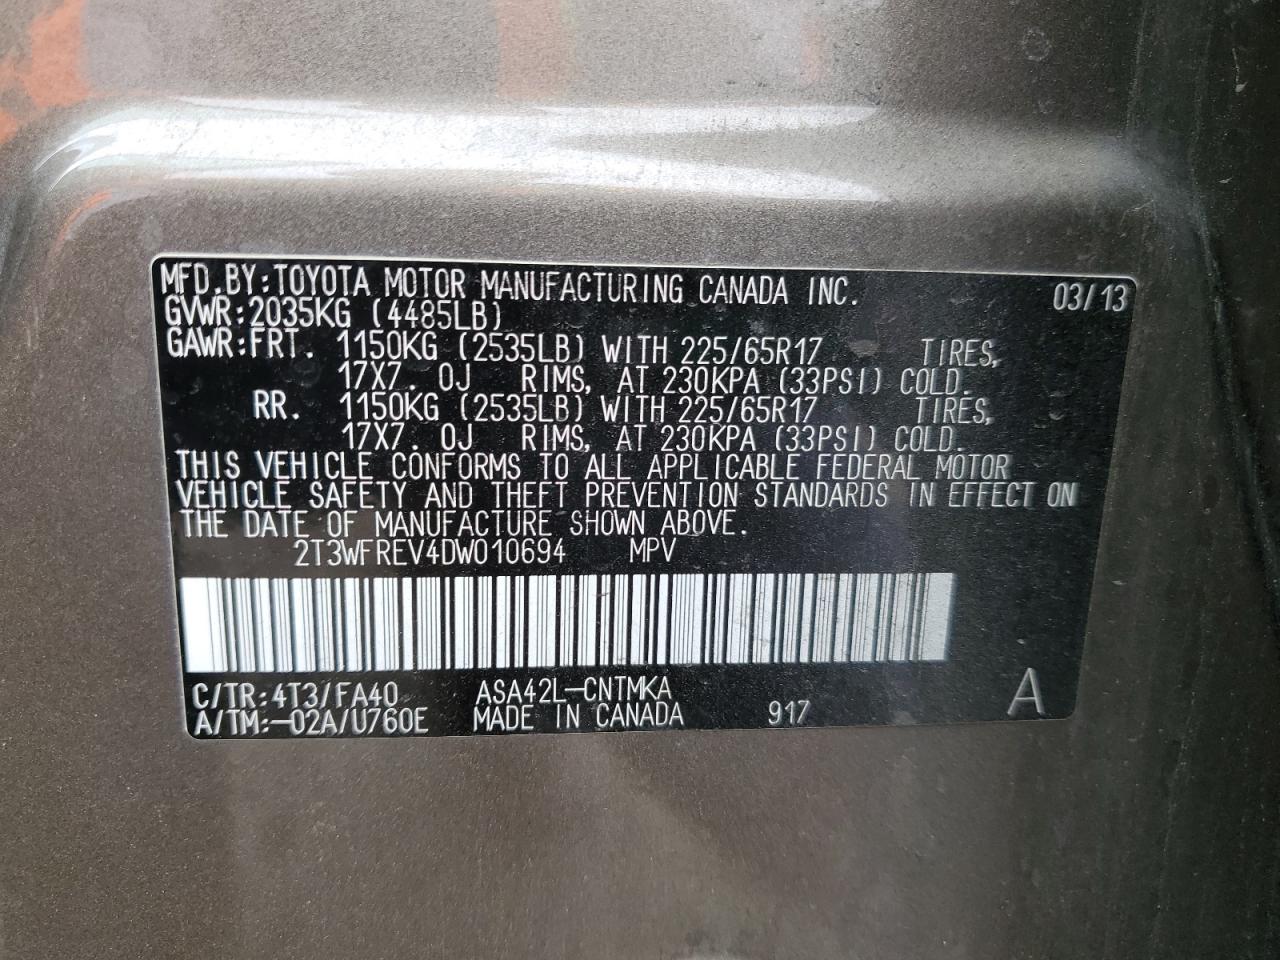 MFD.BY:TOYOTA MOTOR MANUFACTURING CANADA INC. 03/13
GVWR:2035KG (4485LB)
GAWR:FRT. 1150KG (2535LB) WITH 225/65R17 TIRES,
17X7. 0J RIMS, AT 230KPA (33PSI) COLD.
RR. 1150KG (2535LB) WITH 225/65R17 TIRES,
17X7. 0J RIMS, AT 230KPA (33PSI) COLD.
THIS VEHICLE CONFORMS TO ALL APPLICABLE FEDERAL MOTOR
VEHICLE SAFETY AND THEFT PREVENTION STANDARDS IN EFFECT ON
THE DATE OF MANUFACTURE SHOWN ABOVE.
2T3WFREV4DW010694 MPV
C/TR:4T3/FA40 ASA42L-CNTMKA A
A/TM:-02A/U760E MADE IN CANADA 917